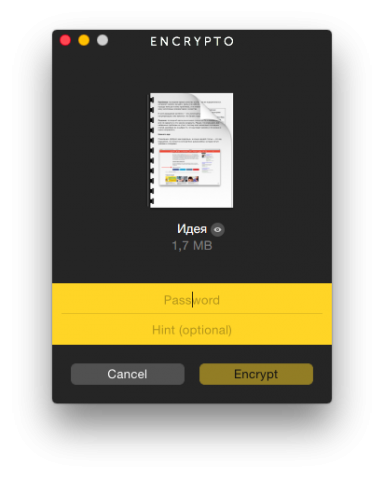 ENCRYPTO
Идея
1,7 MB
Password
Hint (optional)
Cancel
Encrypt